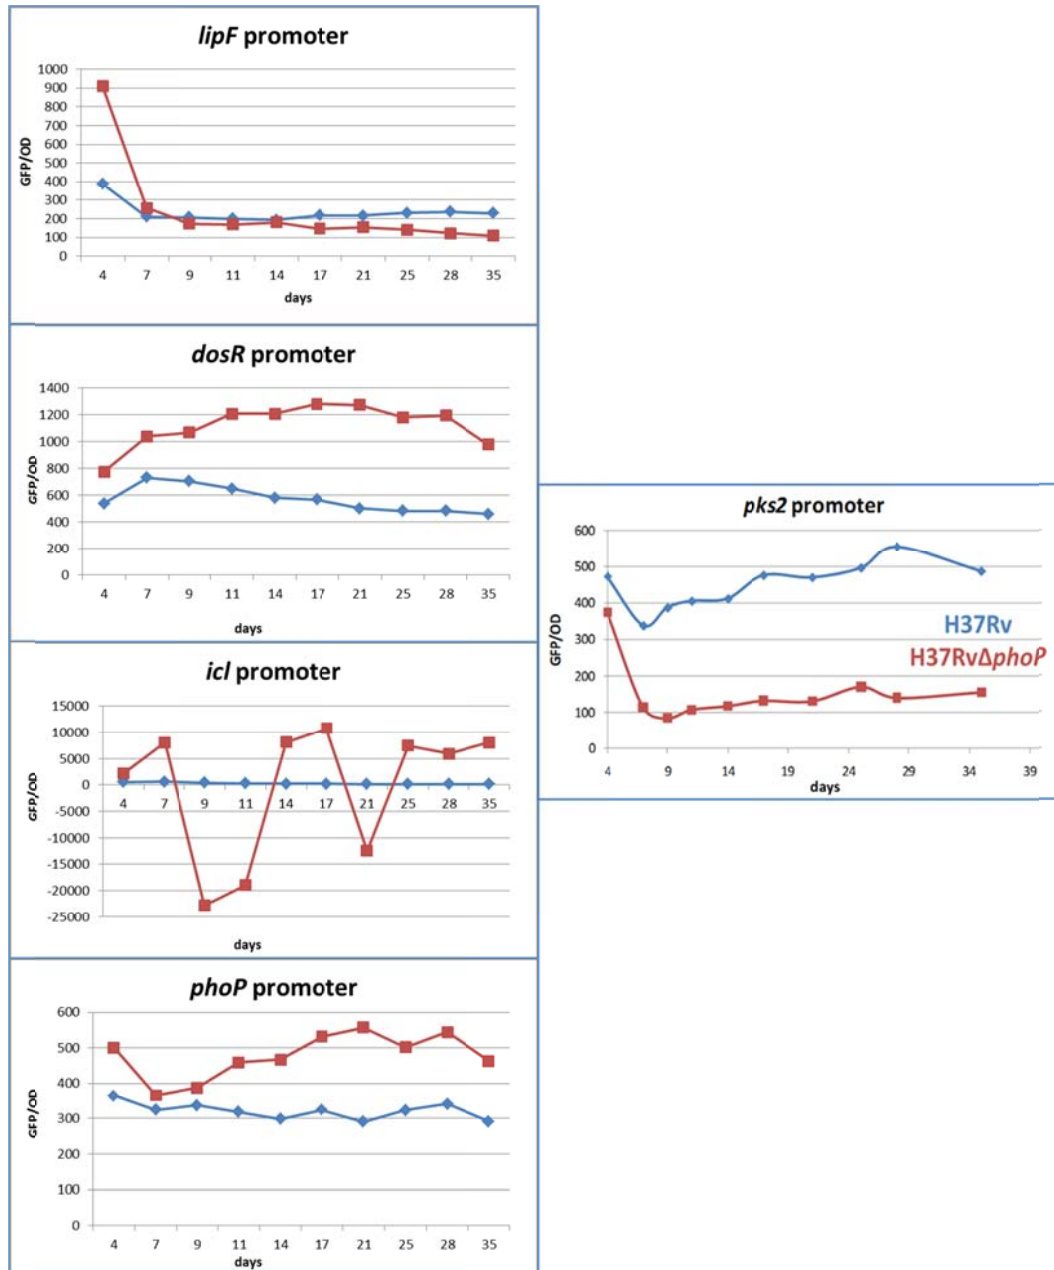 lipF promoter
1000
900
800
700
600
500
400
300
200
100
0
GFP/OD
4 7 9 11 14 17 21 25 28 35
days
dosR promoter
1400
1200
1000
800
600
400
200
0
GFP/OD
4 7 9 11 14 17 21 25 28 35
days
icl promoter
15000
10000
5000
0
-5000
-10000
-15000
-20000
-25000
GFP/OD
4 7 9 11 14 17 21 25 28 35
days
phoP promoter
600
500
400
300
200
100
0
GFP/OD
4 7 9 11 14 17 21 25 28 35
days
pks2 promoter
600
500
400
300
200
100
0
GFP/OD
H37Rv
H37RvΔphoP
4 9 14 19 24 29 34 39
days